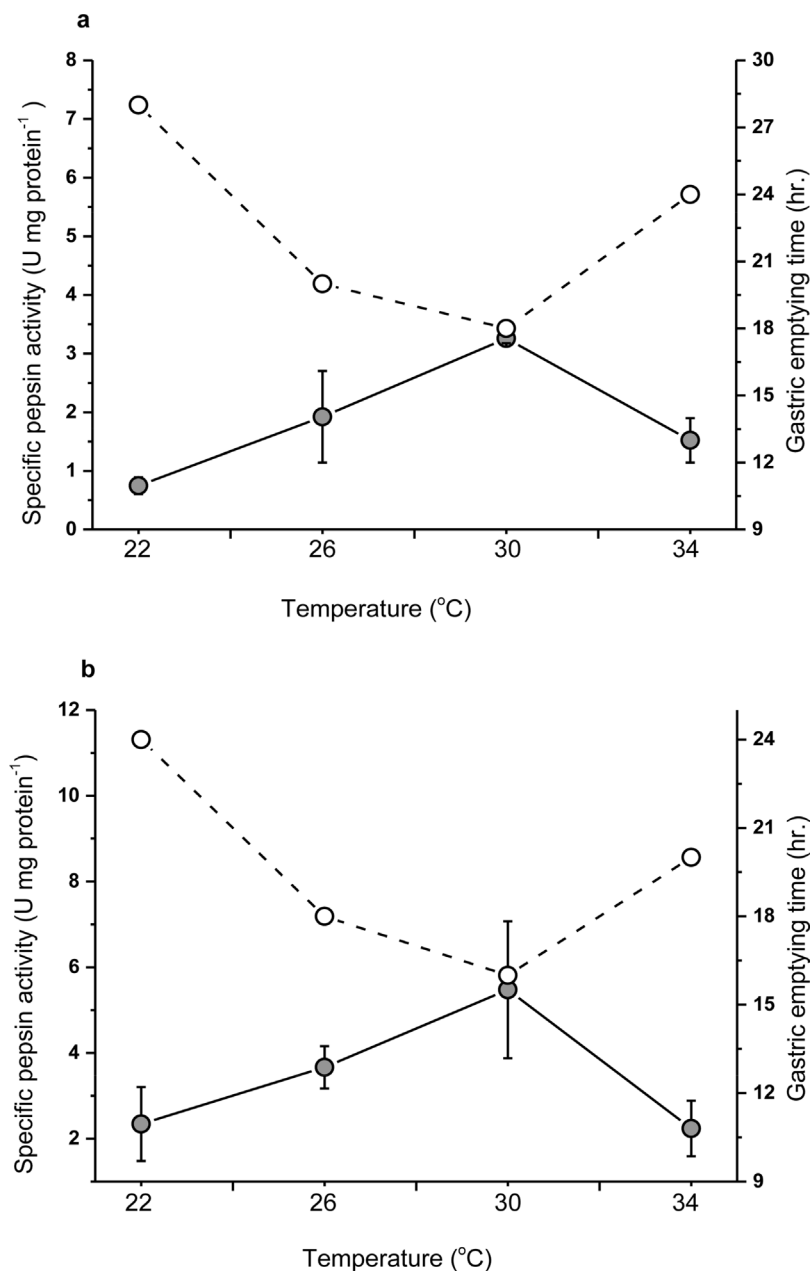 a
Specific pepsin activity (U mg protein⁻¹)
8
7
6
5
4
3
2
1
0
30
27
24
21
18
15
12
9
Gastric emptying time (hr.)
22 26 30 34
Temperature (°C)
b
Specific pepsin activity (U mg protein⁻¹)
12
10
8
6
4
2
24
21
18
15
12
9
Gastric emptying time (hr.)
22 26 30 34
Temperature (°C)